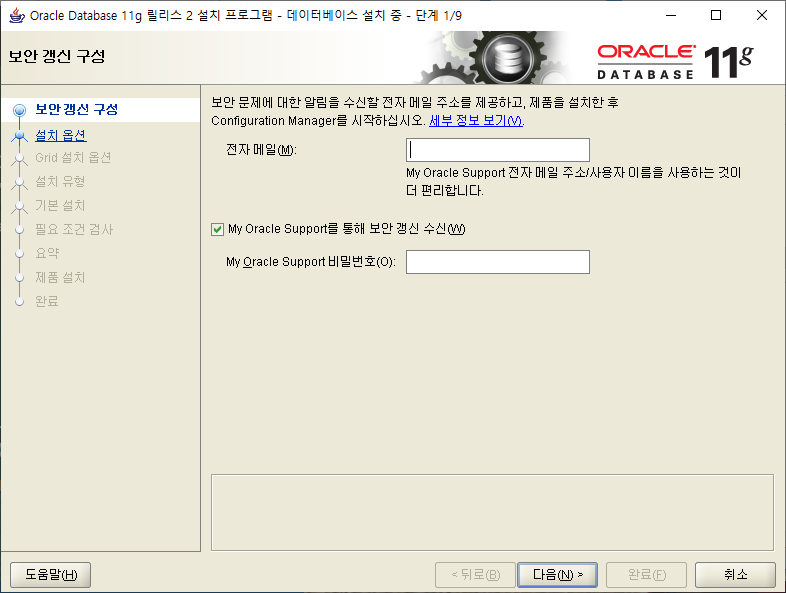 Oracle Database 11g 릴리스 2 설치 프로그램 - 데이터베이스 설치 중 - 단계 1/9
보안 갱신 구성
ORACLE
DATABASE
11g
보안 갱신 구성
설치 옵션
Grid 설치 옵션
설치 유형
기본 설치
필요 조건 검사
요약
제품 설치
완료
보안 문제에 대한 알림을 수신할 전자 메일 주소를 제공하고, 제품을 설치한 후
Configuration Manager를 시작하십시오. 세부 정보 보기(V).
전자 메일(M):
My Oracle Support 전자 메일 주소/사용자 이름을 사용하는 것이
더 편리합니다.
My Oracle Support를 통해 보안 갱신 수신(W)
My Oracle Support 비밀번호(O):
도움말(H)
< 뒤로(B)
다음(N) >
완료(F)
취소